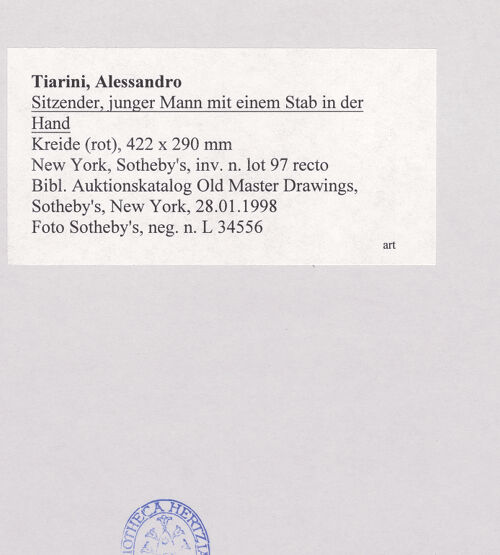 Tiarini, Alessandro
Sitzender, junger Mann mit einem Stab in der
Hand
Kreide (rot), 422 x 290 mm
New York, Sotheby's, inv. n. lot 97 recto
Bibl. Auktionskatalog Old Master Drawings,
Sotheby's, New York, 28.01.1998
Foto Sotheby's, neg. n. L 34556
art